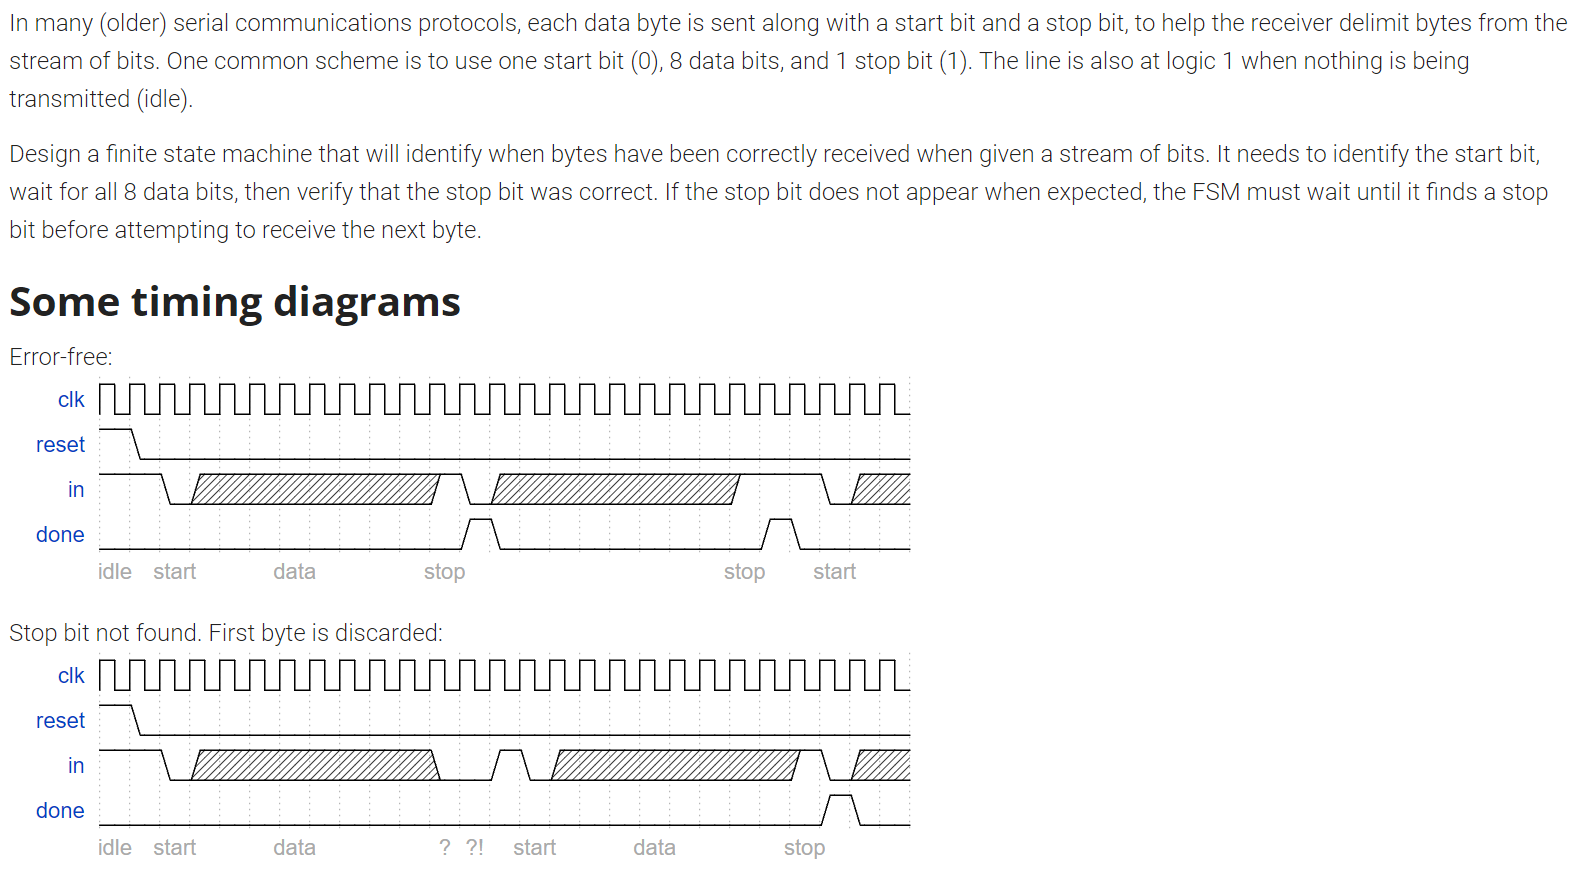 In many (older) serial communications protocols, each data byte is sent along with a start bit and a stop bit, to help the receiver delimit bytes from the
stream of bits. One common scheme is to use one start bit (0), 8 data bits, and 1 stop bit (1). The line is also at logic 1 when nothing is being
transmitted (idle).
Design a finite state machine that will identify when bytes have been correctly received when given a stream of bits. It needs to identify the start bit,
wait for all 8 data bits, then verify that the stop bit was correct. If the stop bit does not appear when expected, the FSM must wait until it finds a stop
bit before attempting to receive the next byte.
Some timing diagrams
Error-free:
clk
reset
in
done
idle start data stop stop start
Stop bit not found. First byte is discarded:
clk
reset
in
done
idle start data ? ?! start data stop